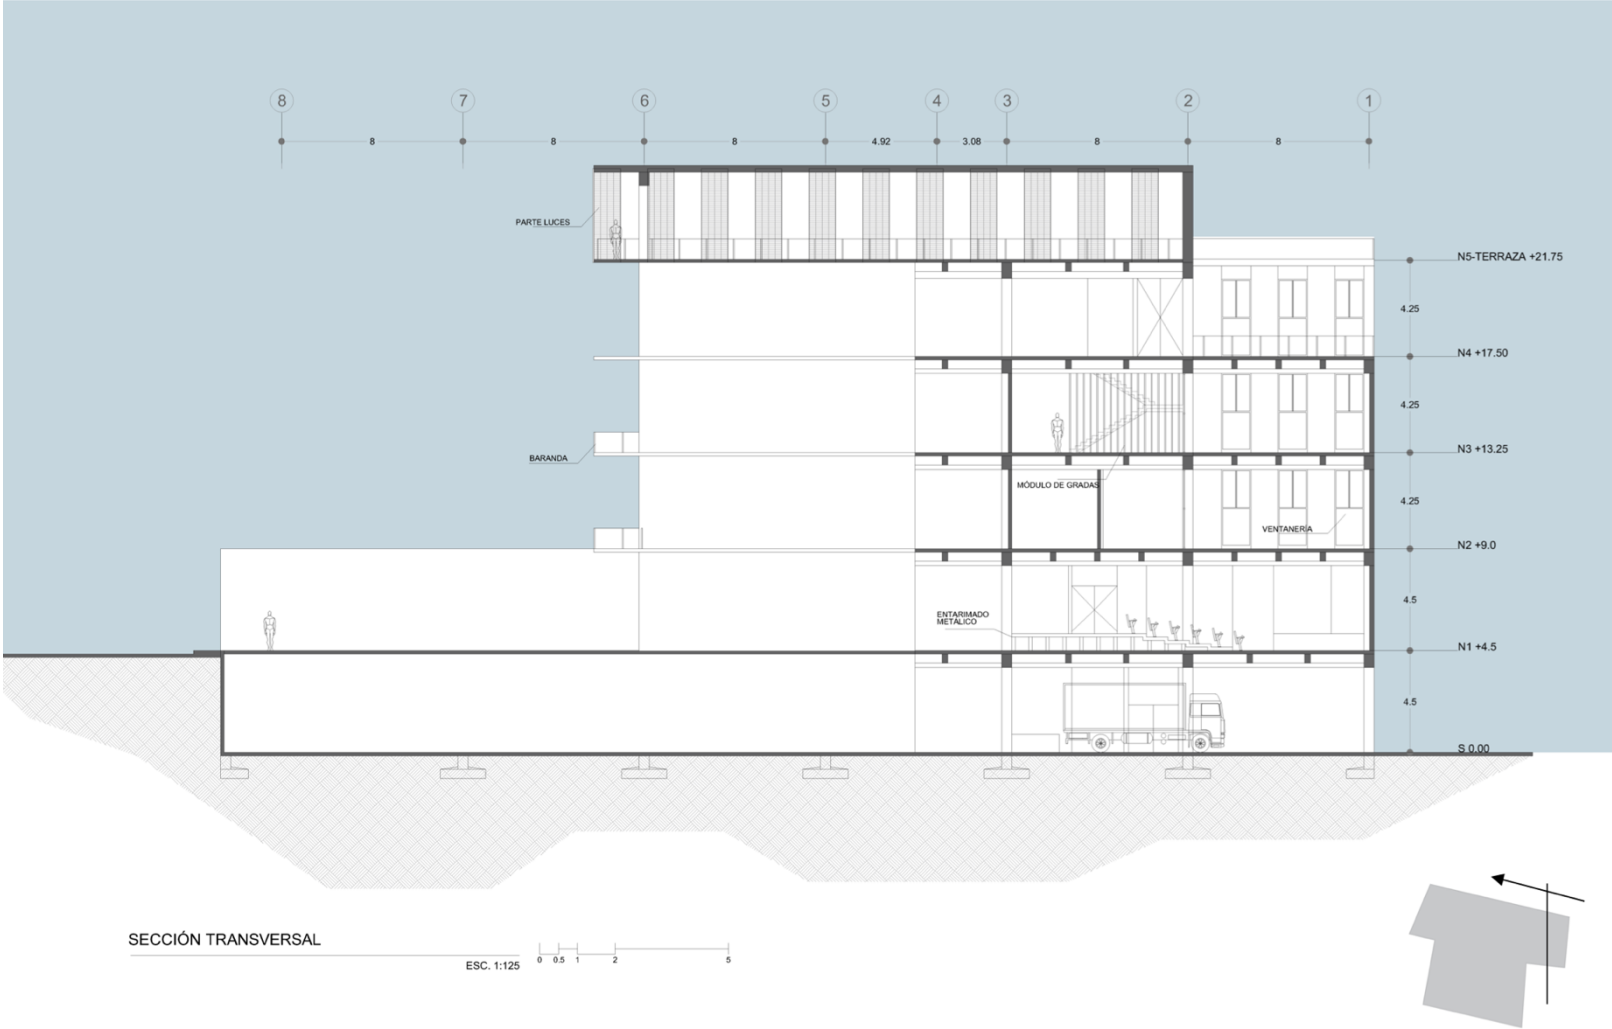 8 7 6 5 4 3 2 1
8 8 8 4.92 3.08 8 8
PARTE LUCES
N5-TERRAZA +21.75
4.25
N4 +17.50
4.25
BARANDA
N3 +13.25
MÓDULO DE GRADAS
4.25
VENTANERIA
N2 +9.0
4.5
ENTARIMADO
METÁLICO
N1 +4.5
4.5
S 0.00
SECCIÓN TRANSVERSAL
ESC. 1:125
0 0.5 1 2 5